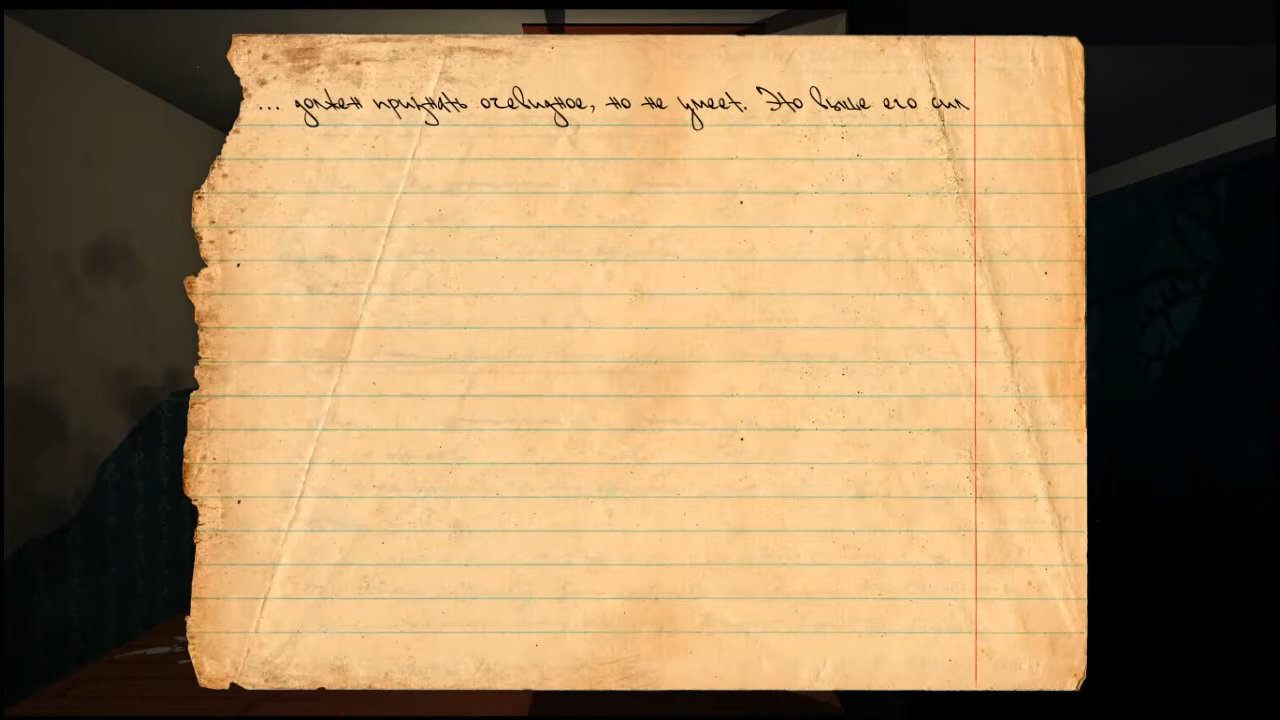 ... должен признать очевидное, но не умеет. Это выше его сил